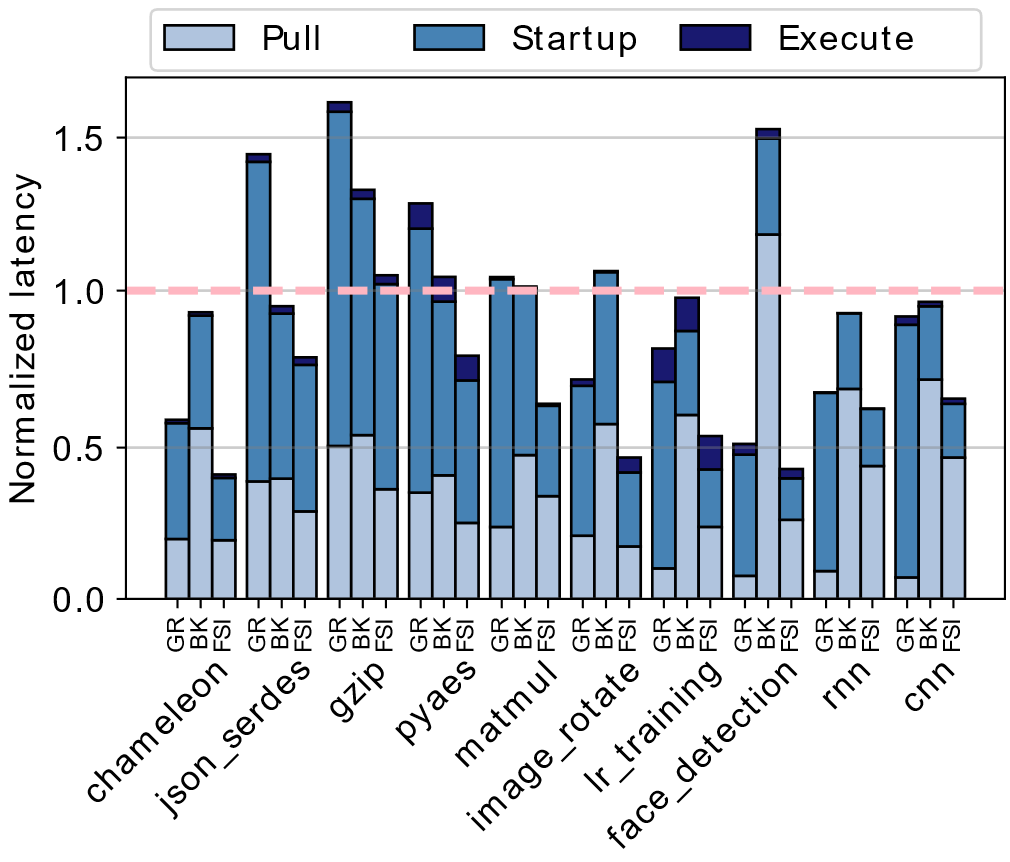 Pull Startup Execute
Normalized latency
1.5
1.0
0.5
0.0
GR BK FSI GR BK FSI GR BK FSI GR BK FSI GR BK FSI GR BK FSI GR BK FSI GR BK FSI GR BK FSI GR BK FSI
chameleon
json_serdes
gzip
pyaes
matmul
image_rotate
lr_training
face_detection
rnn
cnn